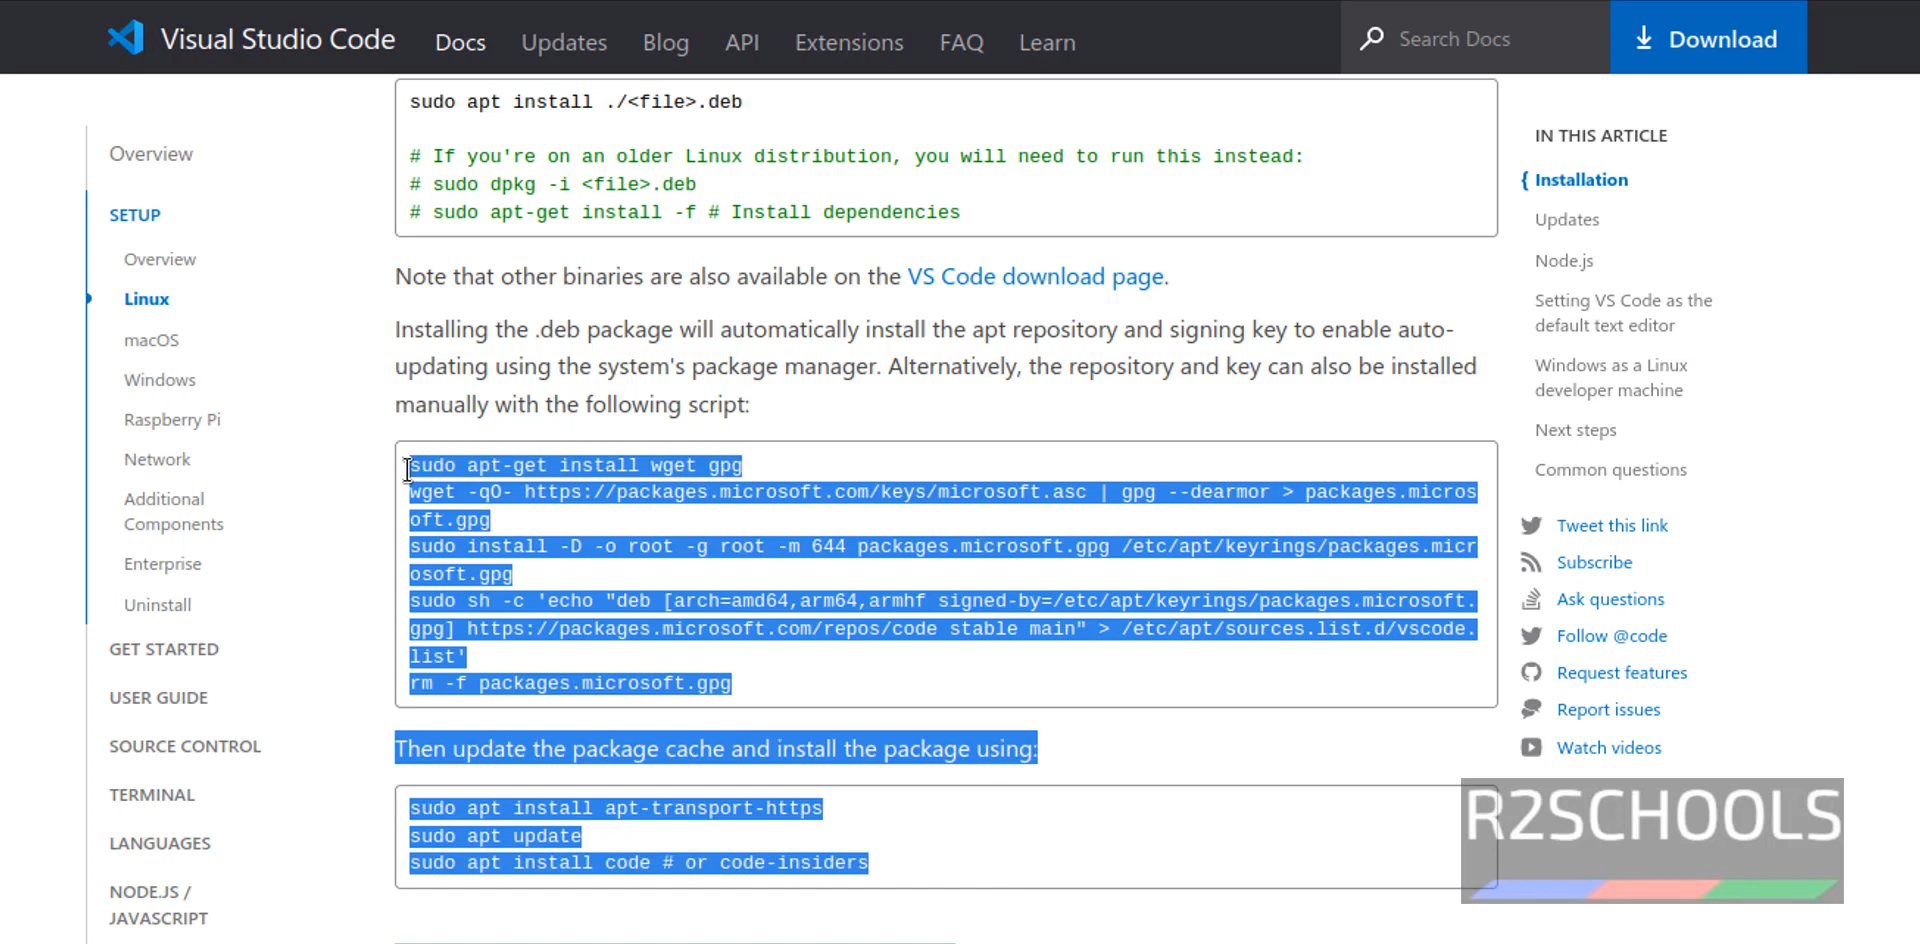 Visual Studio Code Docs Updates Blog API Extensions FAQ Learn Search Docs Download
Overview
SETUP
Overview
Linux
macOS
Windows
Raspberry Pi
Network
Additional
Components
Enterprise
Uninstall
GET STARTED
USER GUIDE
SOURCE CONTROL
TERMINAL
LANGUAGES
NODE.JS /
JAVASCRIPT
sudo apt install ./<file>.deb
# If you're on an older Linux distribution, you will need to run this instead:
# sudo dpkg -i <file>.deb
# sudo apt-get install -f # Install dependencies
Note that other binaries are also available on the VS Code download page.
Installing the .deb package will automatically install the apt repository and signing key to enable auto-
updating using the system's package manager. Alternatively, the repository and key can also be installed
manually with the following script:
sudo apt-get install wget gpg
wget -qO- https://packages.microsoft.com/keys/microsoft.asc | gpg --dearmor > packages.micros
oft.gpg
sudo install -D -o root -g root -m 644 packages.microsoft.gpg /etc/apt/keyrings/packages.micr
osoft.gpg
sudo sh -c 'echo "deb [arch=amd64,arm64,armhf signed-by=/etc/apt/keyrings/packages.microsoft.
gpg] https://packages.microsoft.com/repos/code stable main" > /etc/apt/sources.list.d/vscode.
list'
rm -f packages.microsoft.gpg
Then update the package cache and install the package using:
sudo apt install apt-transport-https
sudo apt update
sudo apt install code # or code-insiders
IN THIS ARTICLE
{ Installation
Updates
Node.js
Setting VS Code as the
default text editor
Windows as a Linux
developer machine
Next steps
Common questions
Tweet this link
Subscribe
Ask questions
Follow @code
Request features
Report issues
Watch videos
R2SCHOOLS